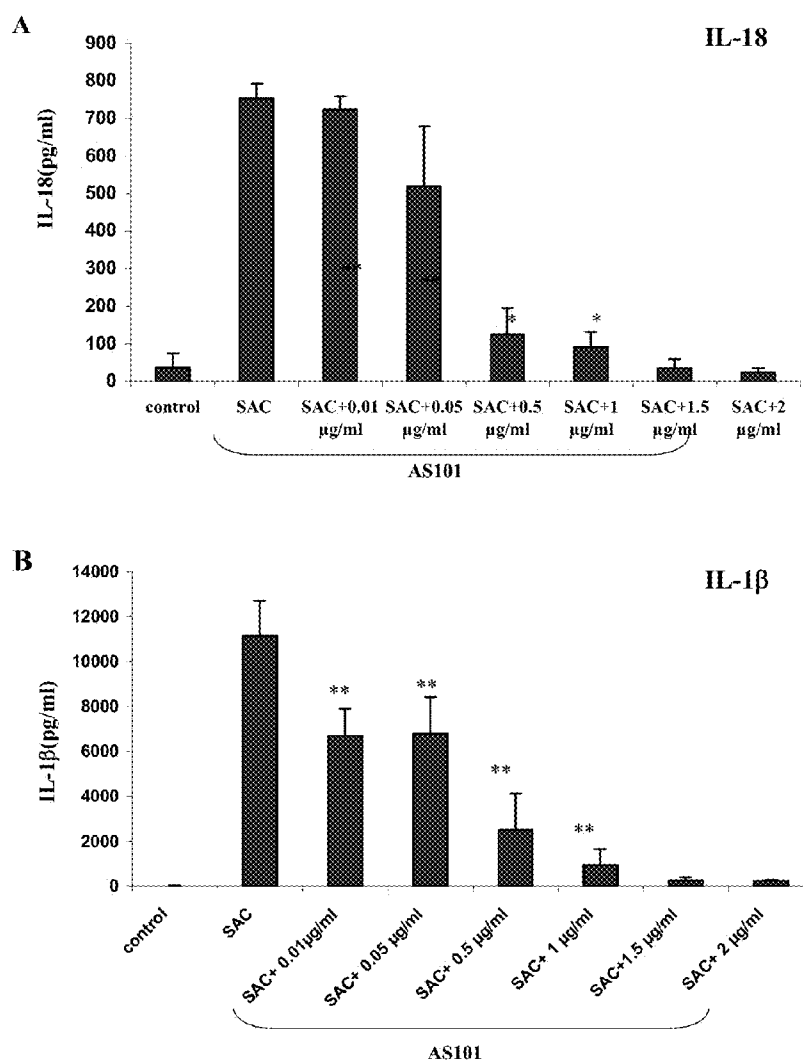 A
IL-18
900
800
700
600
500
400
300
200
100
0
IL-18(pg/ml)
**
**
*
*
control
SAC
SAC+0.01 µg/ml
SAC+0.05 µg/ml
SAC+0.5 µg/ml
SAC+1 µg/ml
SAC+1.5 µg/ml
SAC+2 µg/ml
AS101
B
IL-1β
14000
12000
10000
8000
6000
4000
2000
0
IL-1β(pg/ml)
**
**
**
**
control
SAC
SAC+ 0.01µg/ml
SAC+ 0.05 µg/ml
SAC+ 0.5 µg/ml
SAC+ 1 µg/ml
SAC+1.5 µg/ml
SAC+ 2 µg/ml
AS101